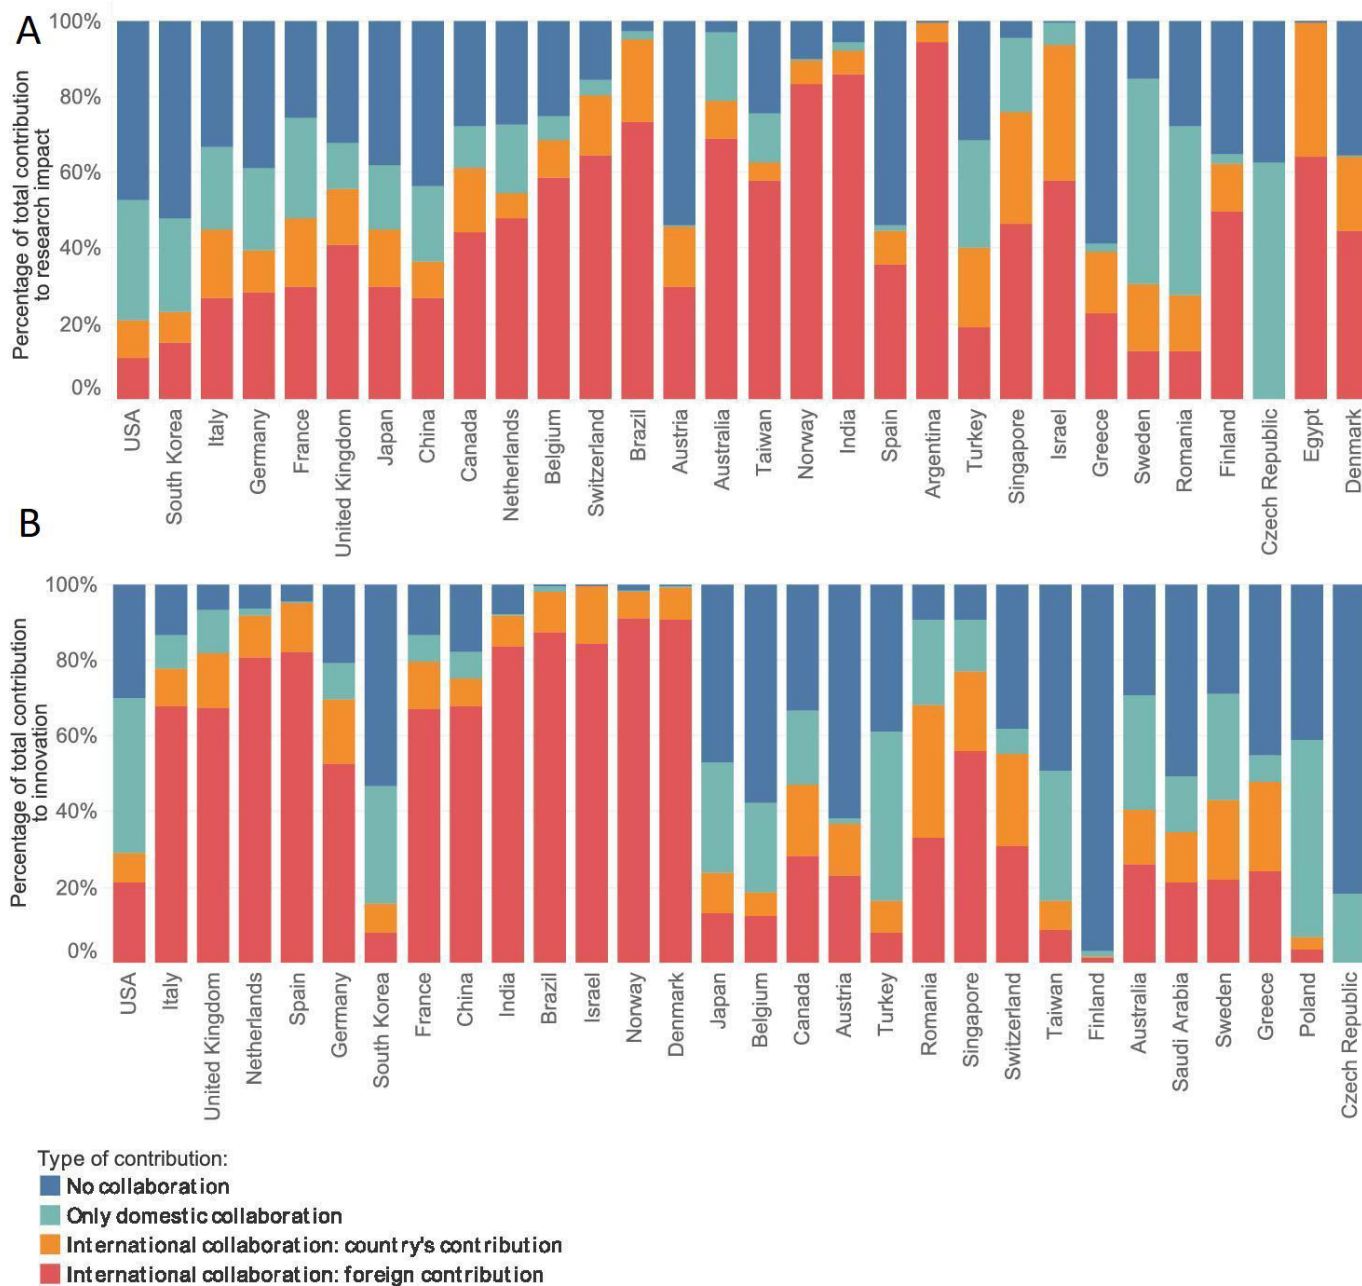 A
Percentage of total contribution
to research impact
100%
80%
60%
40%
20%
0%
USA
South Korea
Italy
Germany
France
United Kingdom
Japan
China
Canada
Netherlands
Belgium
Switzerland
Brazil
Austria
Australia
Taiwan
Norway
India
Spain
Argentina
Turkey
Singapore
Israel
Greece
Sweden
Romania
Finland
Czech Republic
Egypt
Denmark
B
Percentage of total contribution
to innovation
100%
80%
60%
40%
20%
0%
USA
Italy
United Kingdom
Netherlands
Spain
Germany
South Korea
France
China
India
Brazil
Israel
Norway
Denmark
Japan
Belgium
Canada
Austria
Turkey
Romania
Singapore
Switzerland
Taiwan
Finland
Australia
Saudi Arabia
Sweden
Greece
Poland
Czech Republic
Type of contribution:
No collaboration
Only domestic collaboration
International collaboration: country's contribution
International collaboration: foreign contribution